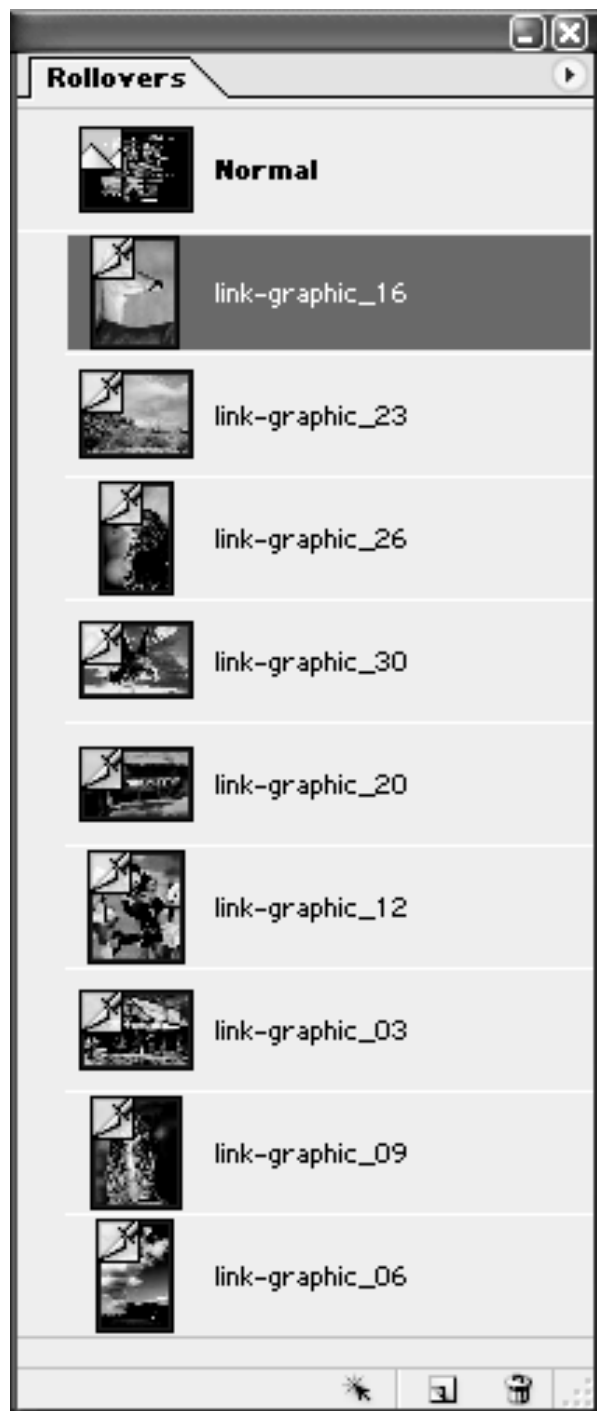 Rollovers
Normal
link-graphic_16
link-graphic_23
link-graphic_26
link-graphic_30
link-graphic_20
link-graphic_12
link-graphic_03
link-graphic_09
link-graphic_06